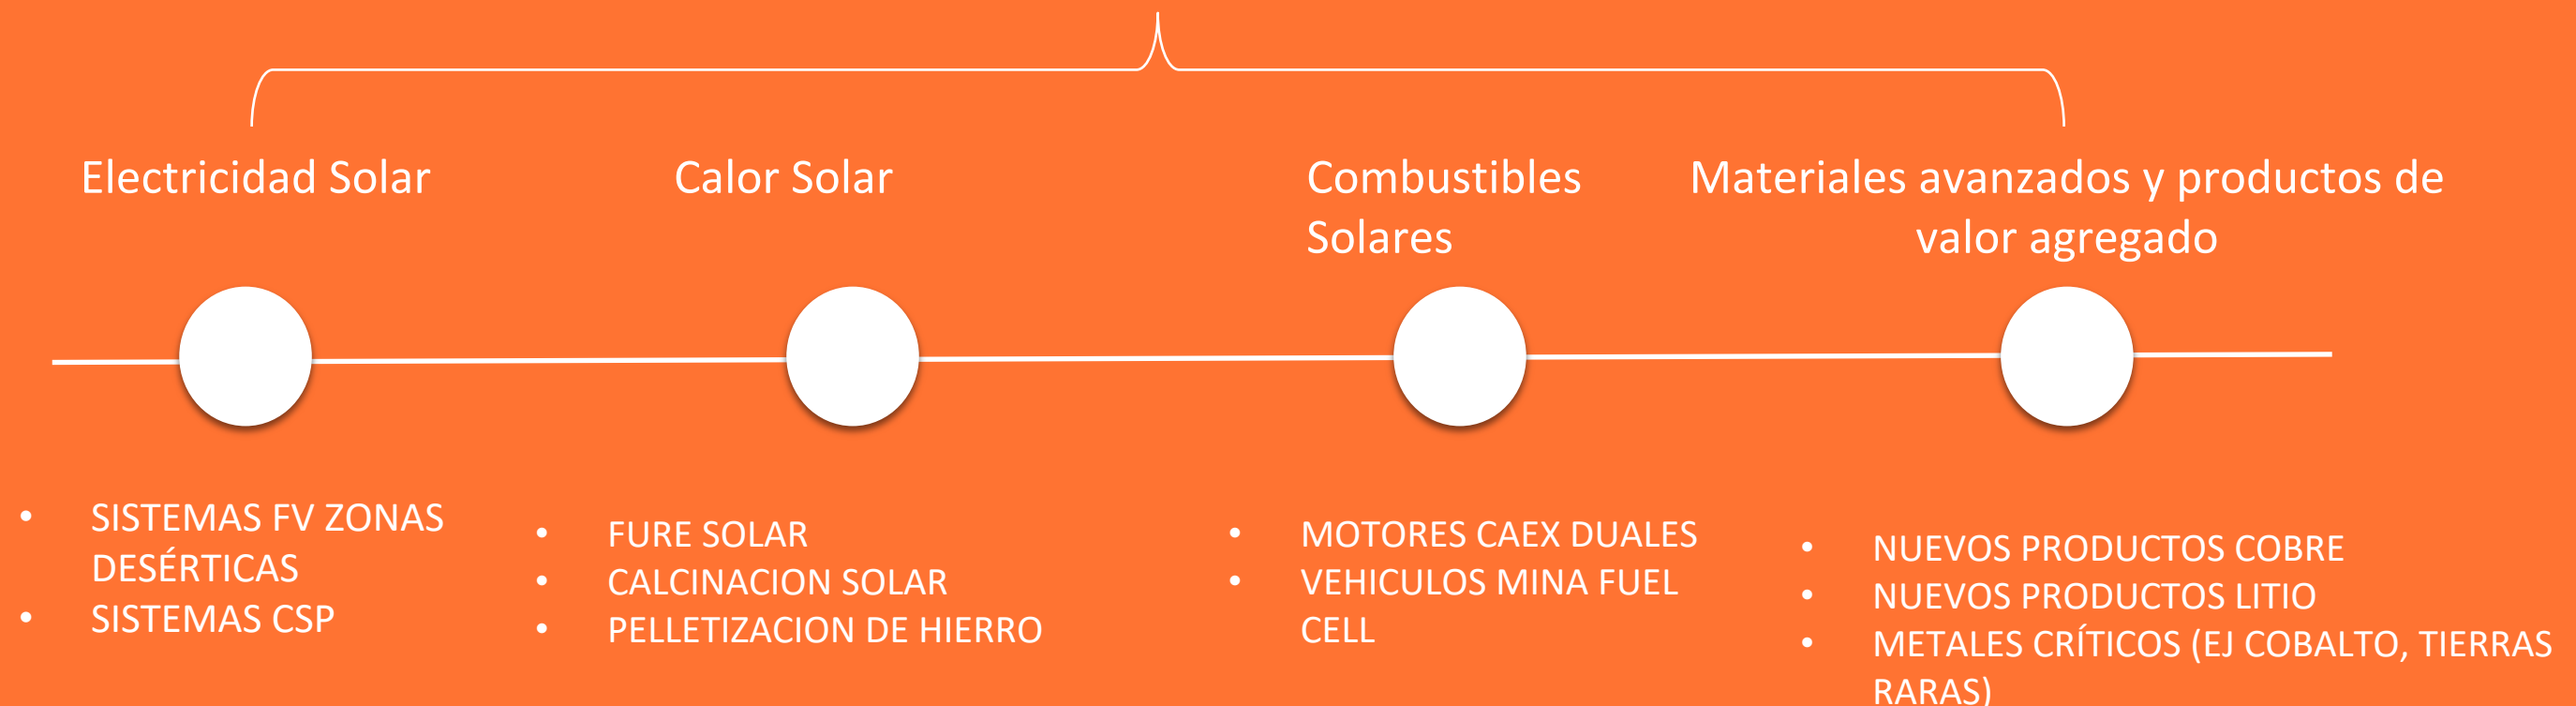 Electricidad Solar
Calor Solar
Combustibles
Solares
Materiales avanzados y productos de
valor agregado
• SISTEMAS FV ZONAS
DESÉRTICAS
• SISTEMAS CSP
• FURE SOLAR
• CALCINACION SOLAR
• PELLETIZACION DE HIERRO
• MOTORES CAEX DUALES
• VEHICULOS MINA FUEL
CELL
• NUEVOS PRODUCTOS COBRE
• NUEVOS PRODUCTOS LITIO
• METALES CRÍTICOS (EJ COBALTO, TIERRAS
RARAS)